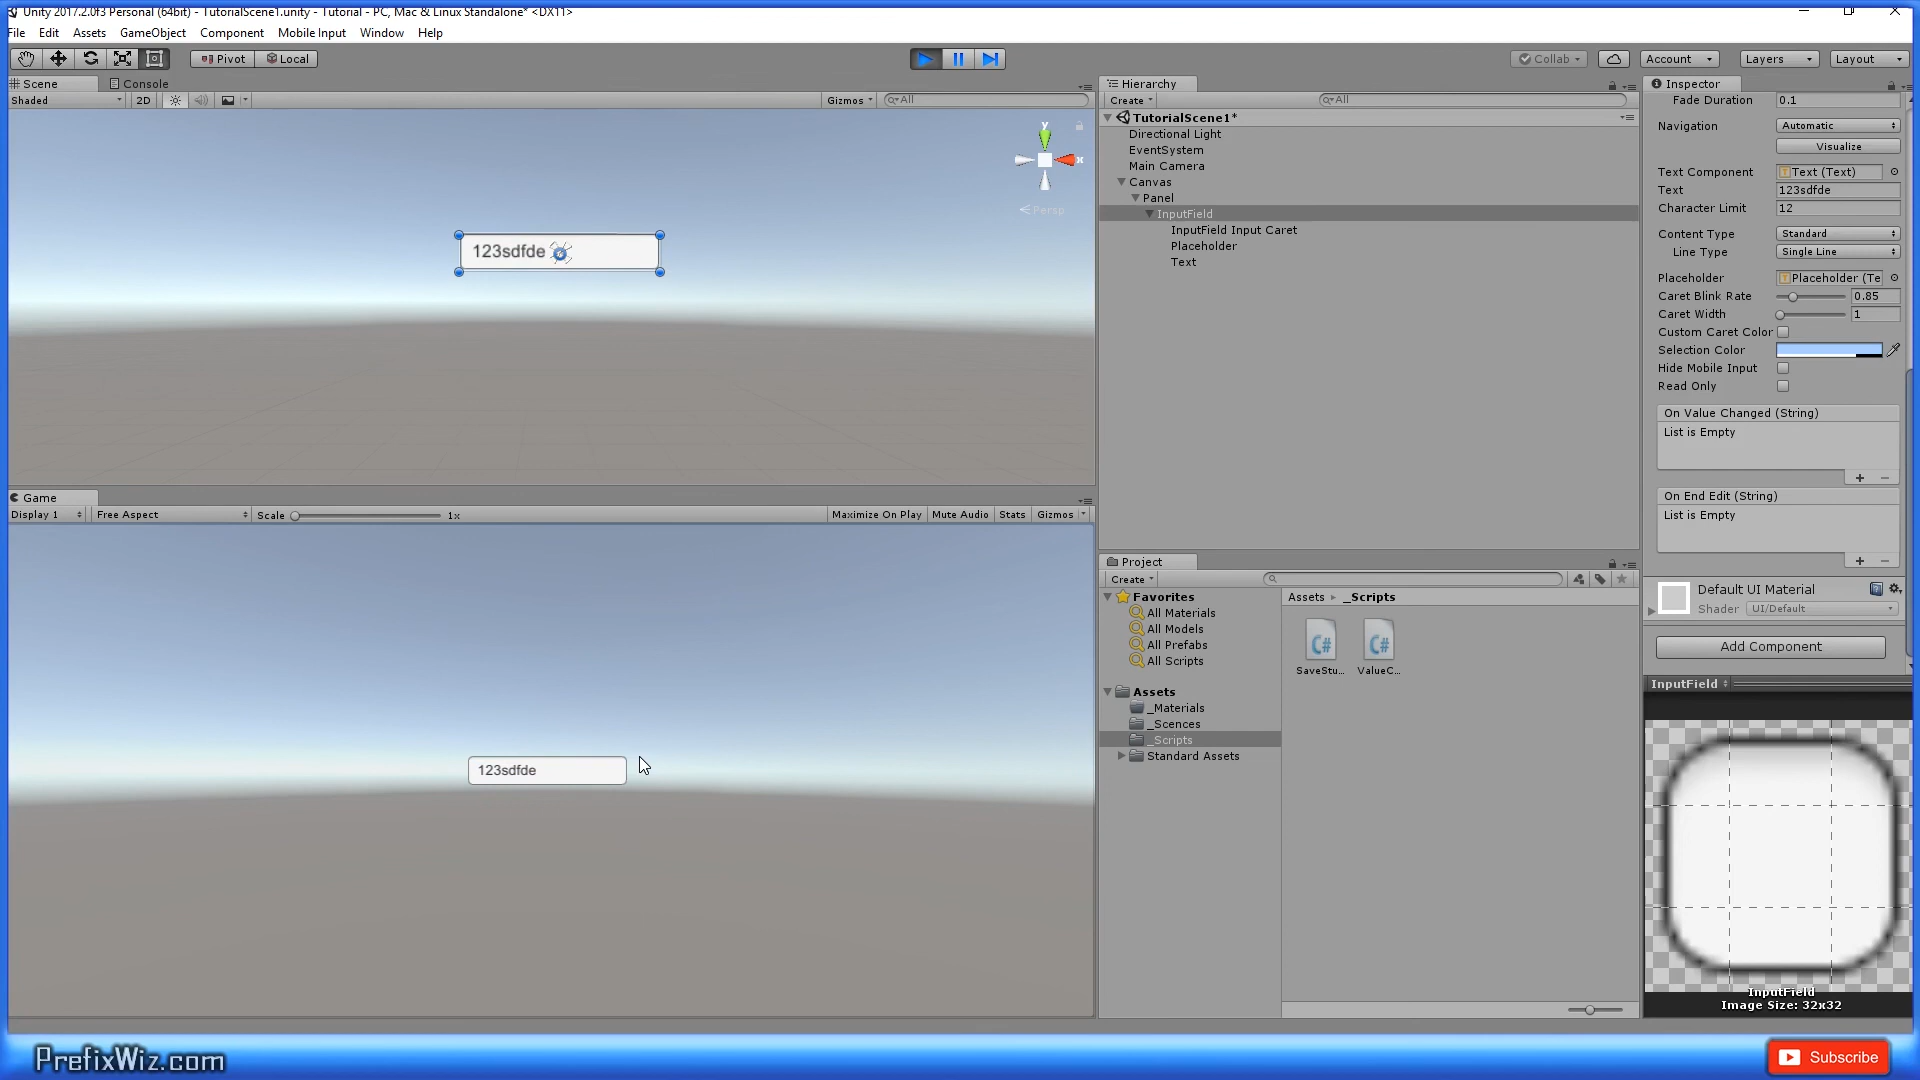 Unity 2017.2.0f3 Personal (64bit) - TutorialScene1.unity - Tutorial - PC, Mac & Linux Standalone* <DX11>
File Edit Assets GameObject Component Mobile Input Window Help
Pivot Local Collab Account Layers Layout
Scene Console
Shaded 2D Gizmos All
y
x
Persp
123sdfde
Game
Display 1 Free Aspect Scale 1x Maximize On Play Mute Audio Stats Gizmos
123sdfde
Hierarchy
Create All
TutorialScene1*
Directional Light
EventSystem
Main Camera
Canvas
Panel
InputField
InputField Input Caret
Placeholder
Text
Project
Create
Favorites
All Materials
All Models
All Prefabs
All Scripts
Assets
_Materials
_Scences
_Scripts
Standard Assets
Assets _Scripts
C# C#
SaveStu... ValueC...
Inspector
Fade Duration 0.1
Navigation Automatic
Visualize
Text Component Text (Text)
Text 123sdfde
Character Limit 12
Content Type Standard
Line Type Single Line
Placeholder Placeholder (Te
Caret Blink Rate 0.85
Caret Width 1
Custom Caret Color
Selection Color
Hide Mobile Input
Read Only
On Value Changed (String)
List is Empty
On End Edit (String)
List is Empty
Default UI Material
Shader UI/Default
Add Component
InputField
InputField
Image Size: 32x32
PrefixWiz.com
Subscribe